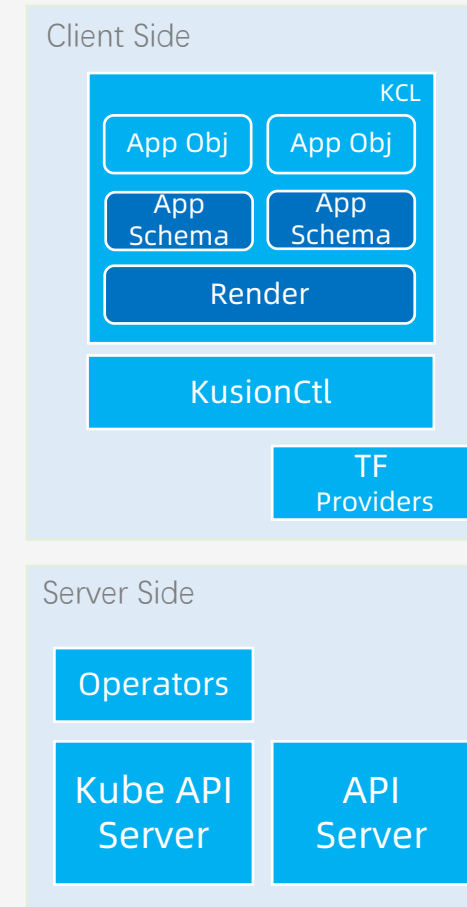 Client Side
KCL
App Obj
App Obj
App
Schema
App
Schema
Render
KusionCtl
TF
Providers
Server Side
Operators
Kube API
Server
API
Server